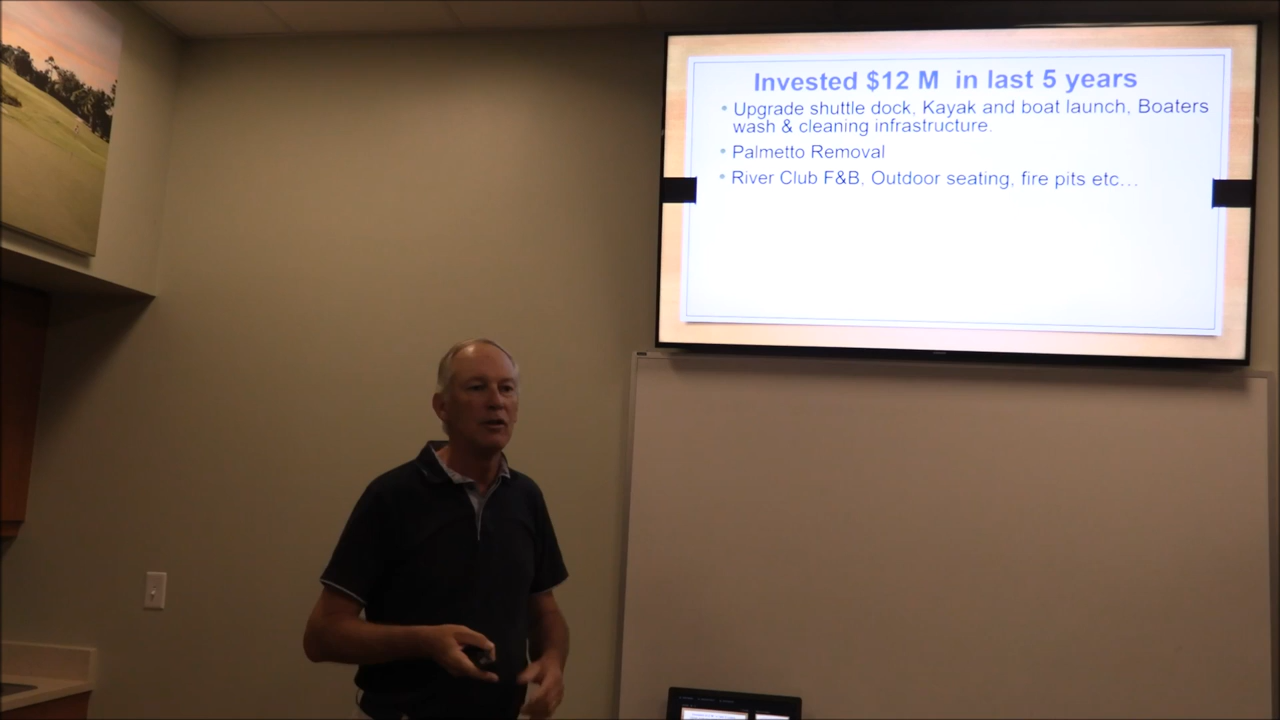 Invested $12 M in last 5 years
• Upgrade shuttle dock, Kayak and boat launch, Boaters
wash & cleaning infrastructure.
• Palmetto Removal
• River Club F&B, Outdoor seating, fire pits etc...